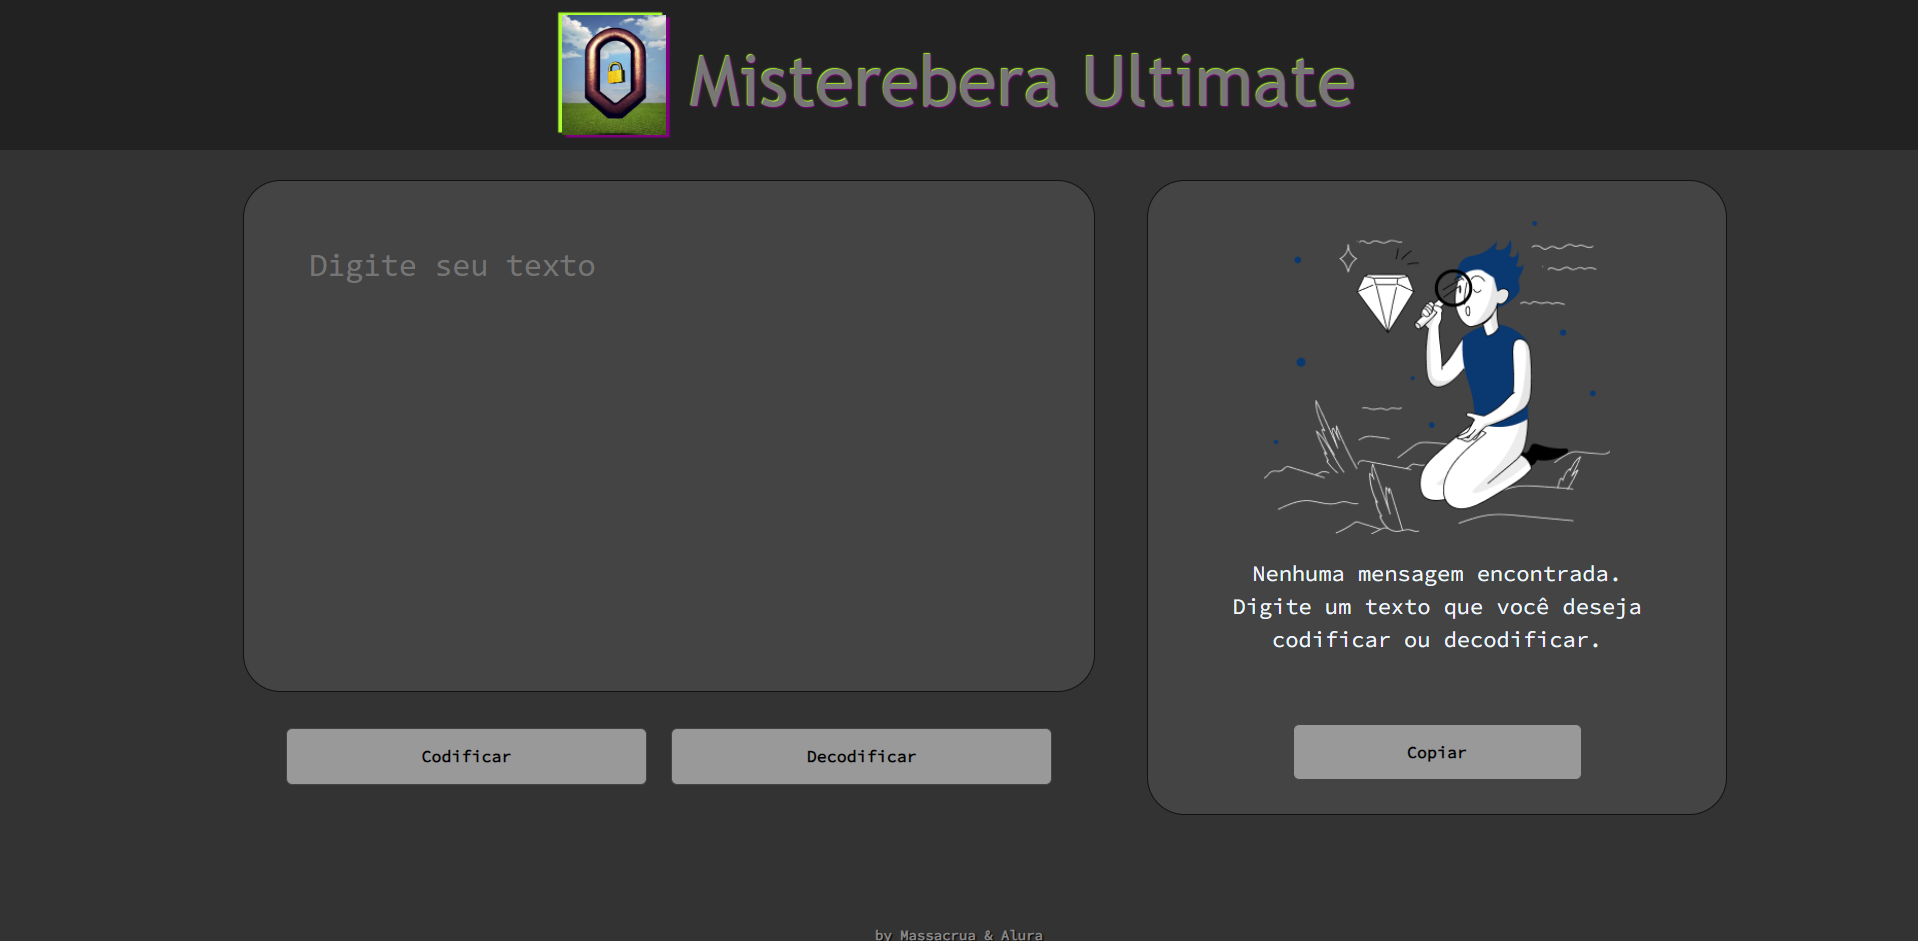 Misterebera Ultimate
Digite seu texto
Codificar
Decodificar
Nenhuma mensagem encontrada.
Digite um texto que você deseja
codificar ou decodificar.
Copiar
by Massacrua & Alura